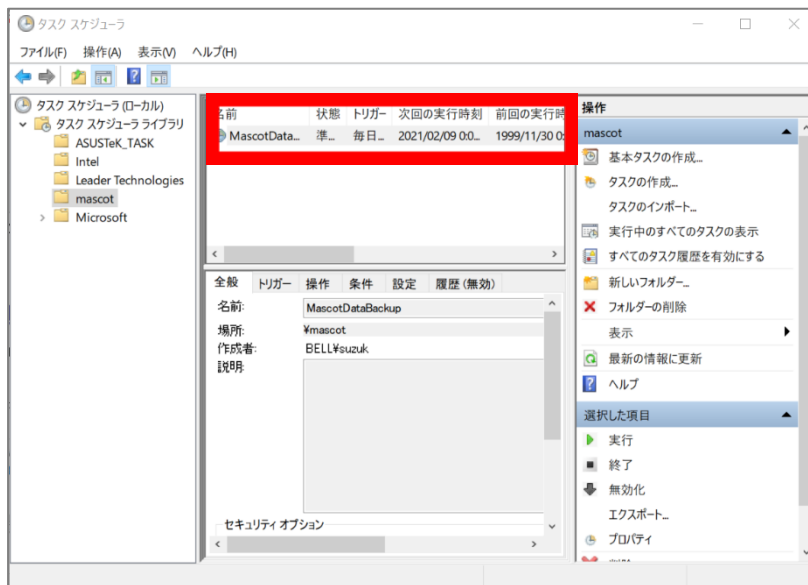 タスク スケジューラ
ファイル(F) 操作(A) 表示(V) ヘルプ(H)
タスク スケジューラ (ローカル)
タスク スケジューラ ライブラリ
ASUSTeK_TASK
Intel
Leader Technologies
mascot
Microsoft
名前 状態 トリガー 次回の実行時刻 前回の実行時
MascotData... 準... 毎日... 2021/02/09 0:0... 1999/11/30 0:
全般 トリガー 操作 条件 設定 履歴 (無効)
名前: MascotDataBackup
場所: ¥mascot
作成者: BELL¥suzuk
説明:
セキュリティ オプション
操作
mascot
基本タスクの作成...
タスクの作成...
タスクのインポート...
実行中のすべてのタスクの表示
すべてのタスク履歴を有効にする
新しいフォルダー...
フォルダーの削除
表示
最新の情報に更新
ヘルプ
選択した項目
実行
終了
無効化
エクスポート...
プロパティ